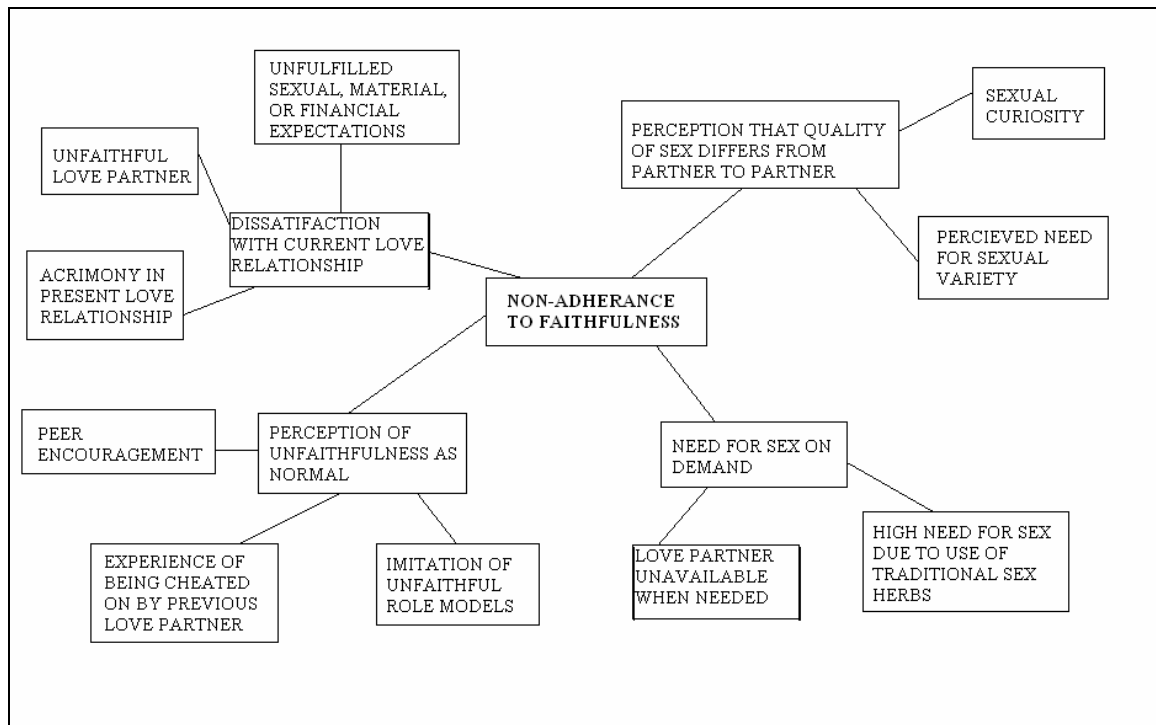 UNFULFILLED
SEXUAL, MATERIAL,
OR FINANCIAL
EXPECTATIONS
UNFAITHFUL
LOVE PARTNER
DISSATIFACTION
WITH CURRENT LOVE
RELATIONSHIP
ACRIMONY IN
PRESENT LOVE
RELATIONSHIP
PERCEPTION THAT QUALITY
OF SEX DIFFERS FROM
PARTNER TO PARTNER
SEXUAL
CURIOSITY
PERCIEVED NEED
FOR SEXUAL
VARIETY
NON-ADHERANCE
TO FAITHFULNESS
PEER
ENCOURAGEMENT
PERCEPTION OF
UNFAITHFULNESS AS
NORMAL
EXPERIENCE OF
BEING CHEATED
ON BY PREVIOUS
LOVE PARTNER
IMITATION OF
UNFAITHFUL
ROLE MODELS
NEED FOR SEX ON
DEMAND
LOVE PARTNER
UNAVAILABLE
WHEN NEEDED
HIGH NEED FOR SEX
DUE TO USE OF
TRADITIONAL SEX
HERBS